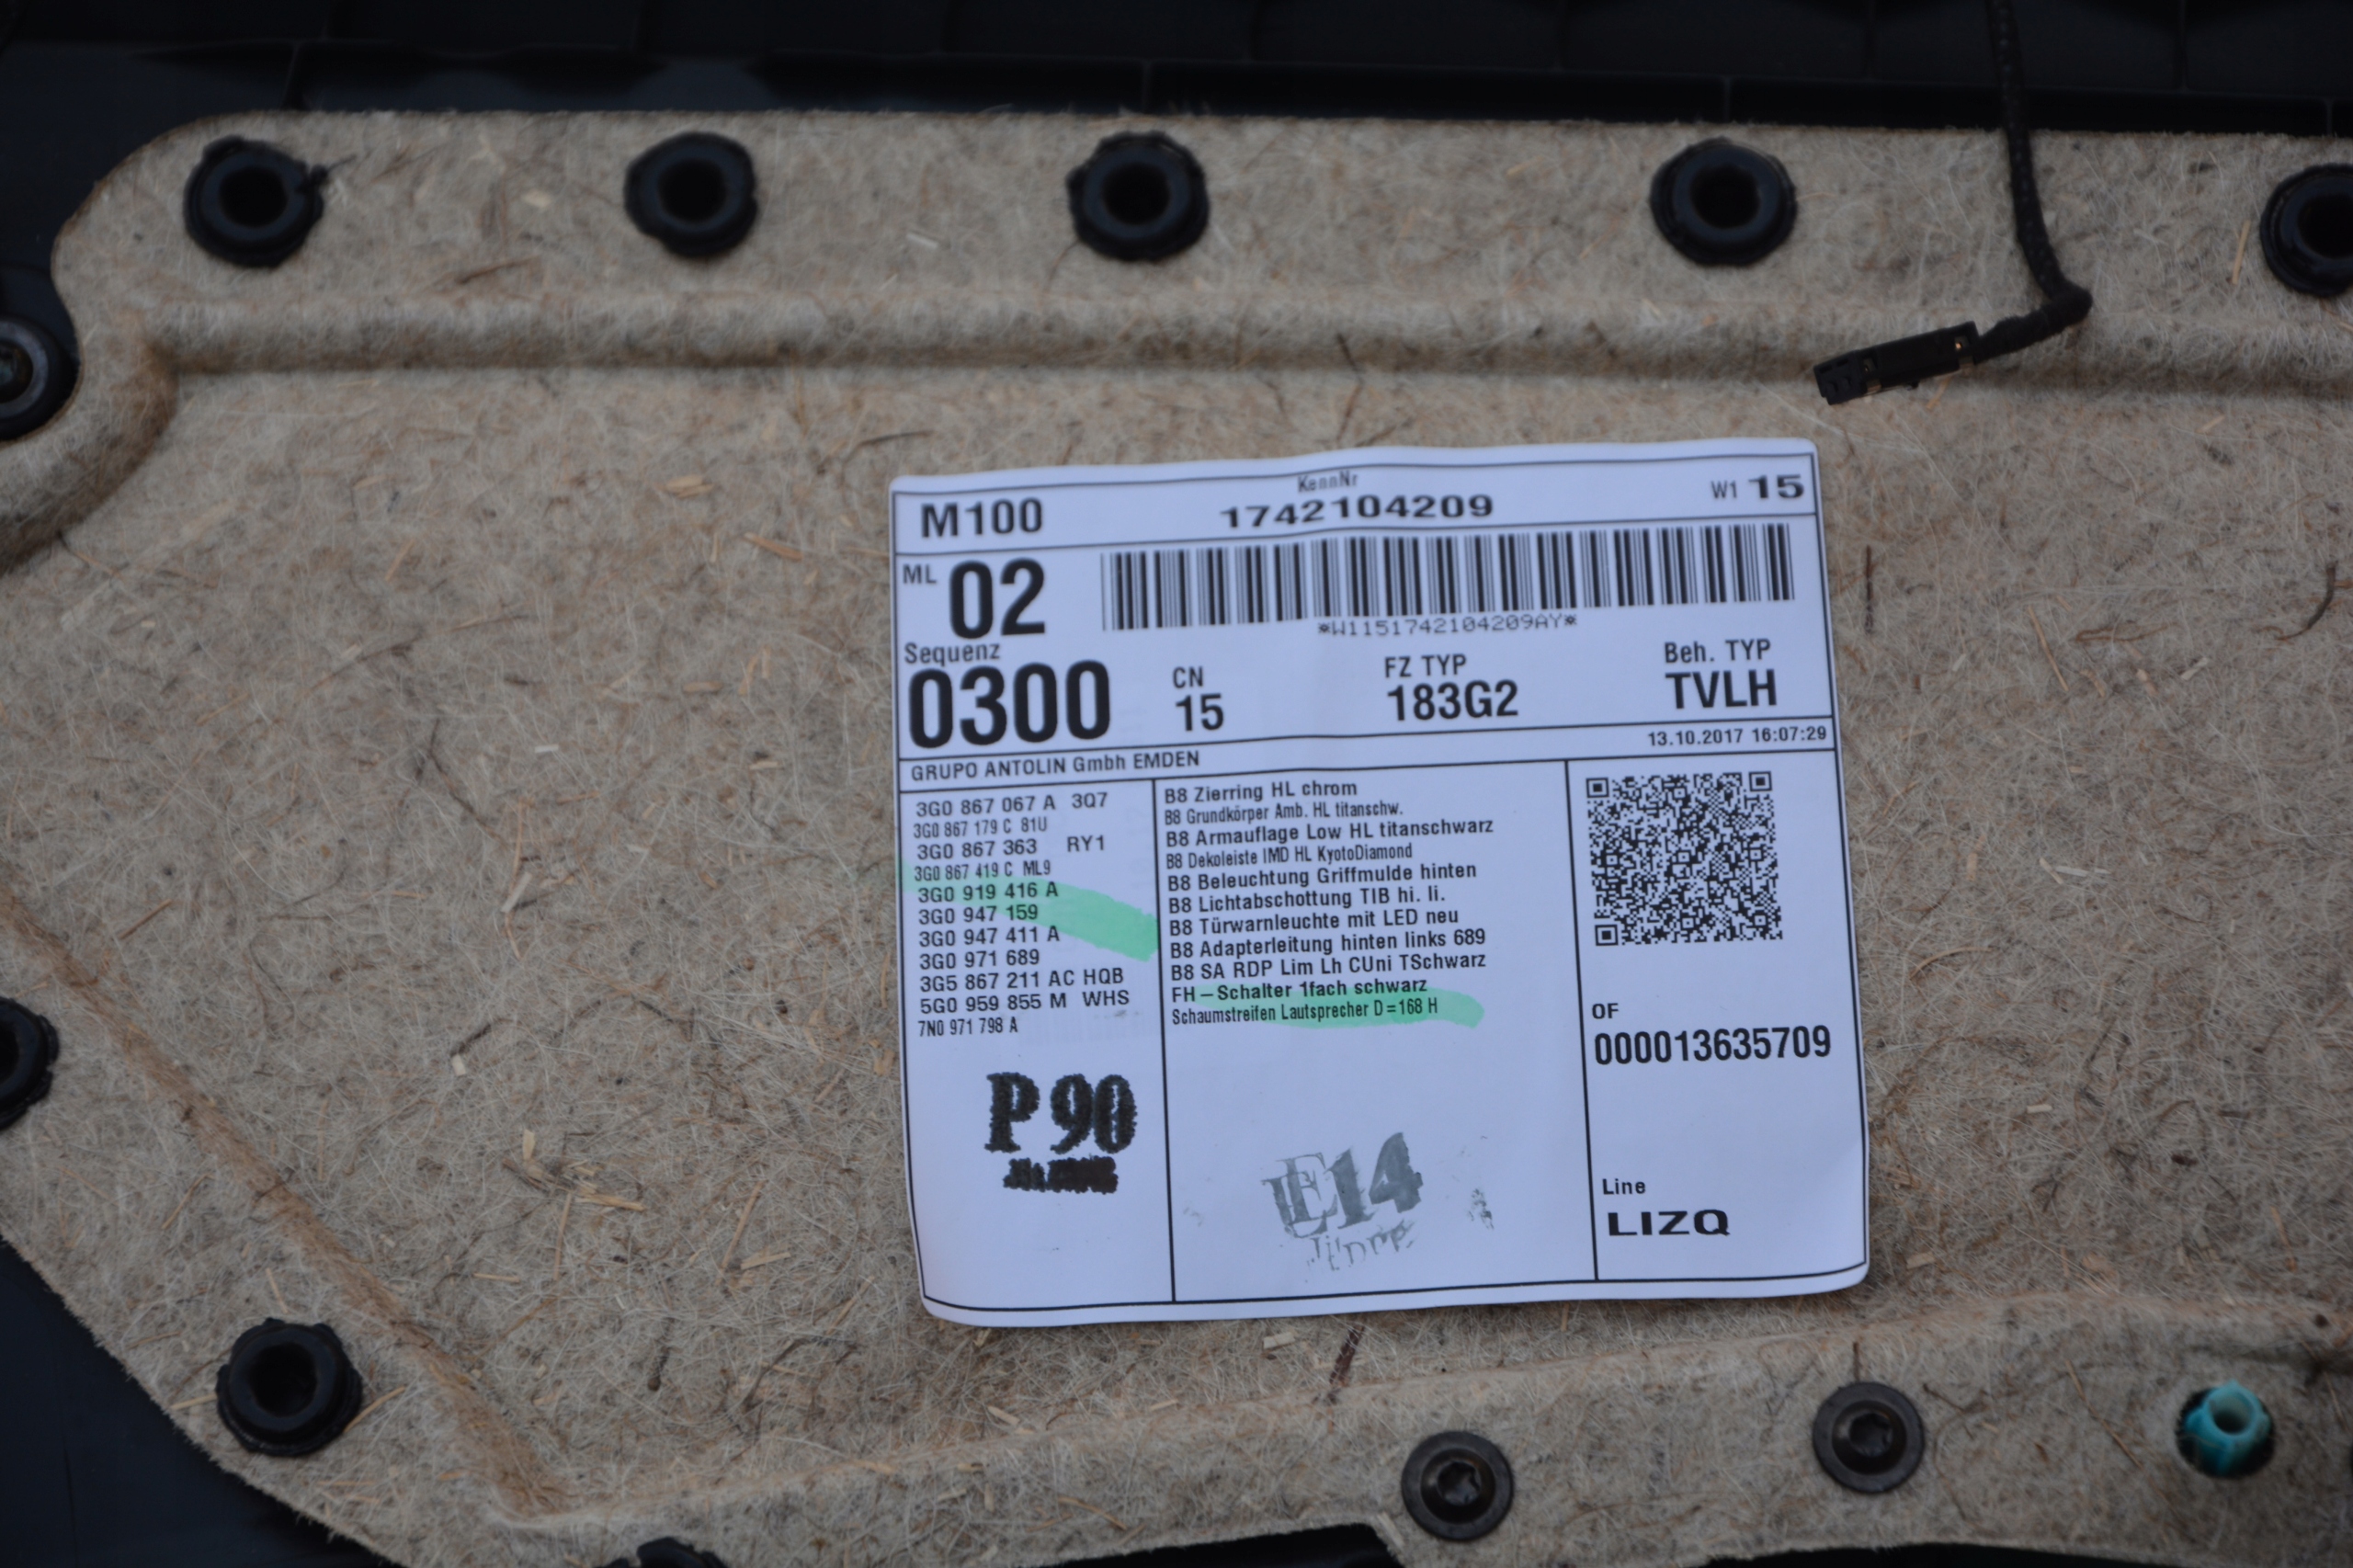 KennNr
M100 1742104209 W1 15
ML 02
*W1151742104209AY*
Sequenz CN FZ TYP Beh. TYP
0300 15 183G2 TVLH
13.10.2017 16:07:29
GRUPO ANTOLIN Gmbh EMDEN
3G0 867 067 A 3Q7
3G0 867 179 C 81U
3G0 867 363 RY1
3G0 867 419 C ML9
3G0 919 416 A
3G0 947 159
3G0 947 411 A
3G0 971 689
3G5 867 211 AC HQB
5G0 959 855 M WHS
7N0 971 798 A
B8 Zierring HL chrom
B8 Grundkörper Amb. HL titanschw.
B8 Armauflage Low HL titanschwarz
B8 Dekoleiste IMD HL KyotoDiamond
B8 Beleuchtung Griffmulde hinten
B8 Lichtabschottung TIB hi. li.
B8 Türwarnleuchte mit LED neu
B8 Adapterleitung hinten links 689
B8 SA RDP Lim Lh CUni TSchwarz
FH-Schalter 1fach schwarz
Schaumstreifen Lautsprecher D=168 H
OF
000013635709
Line
LIZQ
P 90
E14